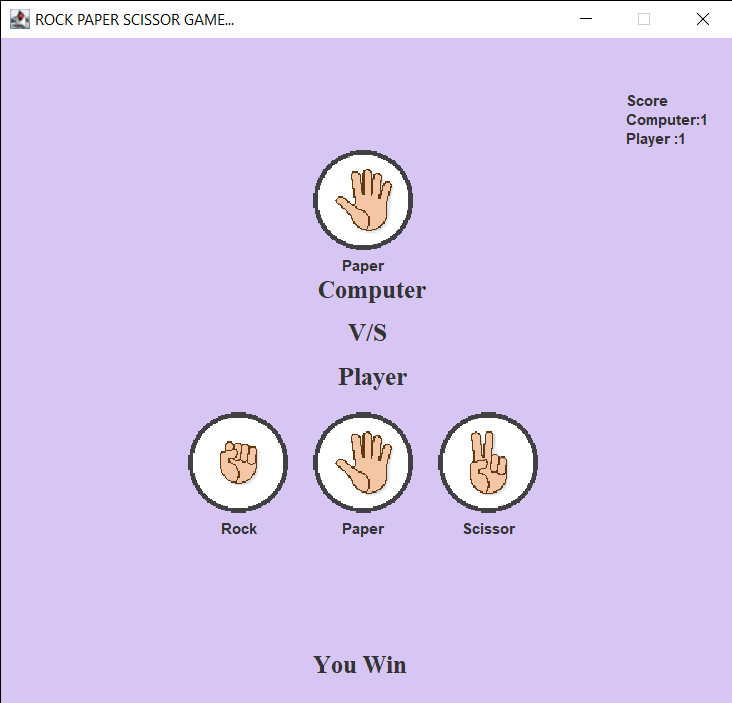 ROCK PAPER SCISSOR GAME...
Score
Computer:1
Player :1
Paper
Computer
V/S
Player
Rock Paper Scissor
You Win